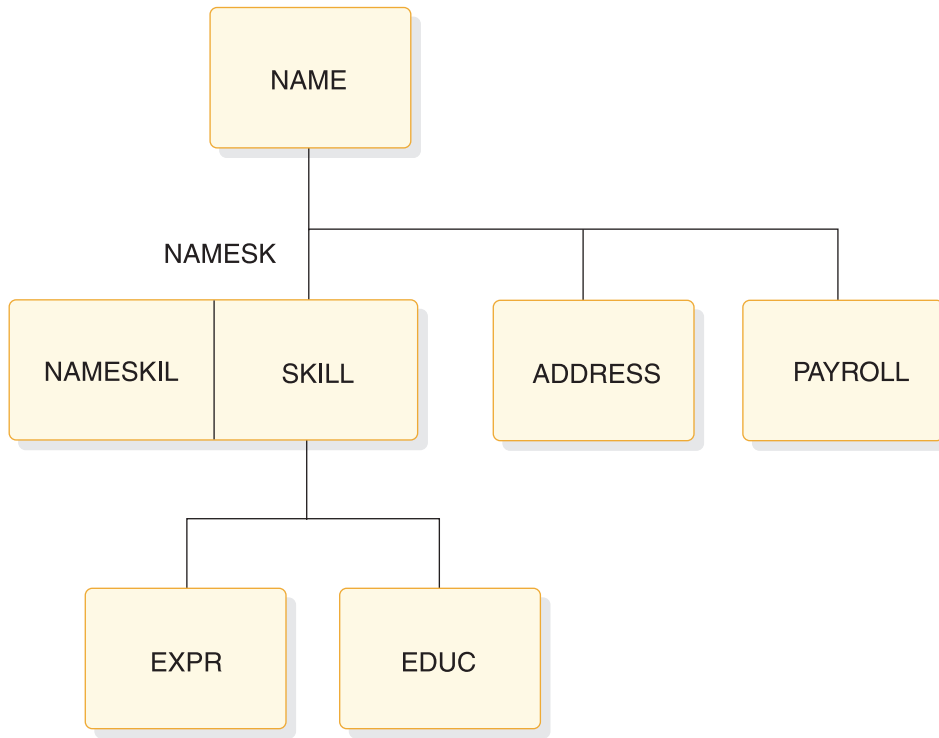 NAME
NAMESK
NAMESKIL
SKILL
ADDRESS
PAYROLL
EXPR
EDUC